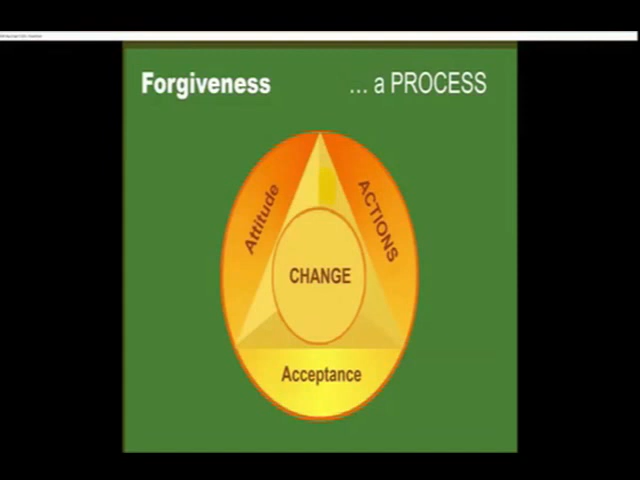 Forgiveness ... a PROCESS
Attitude
ACTIONS
CHANGE
Acceptance